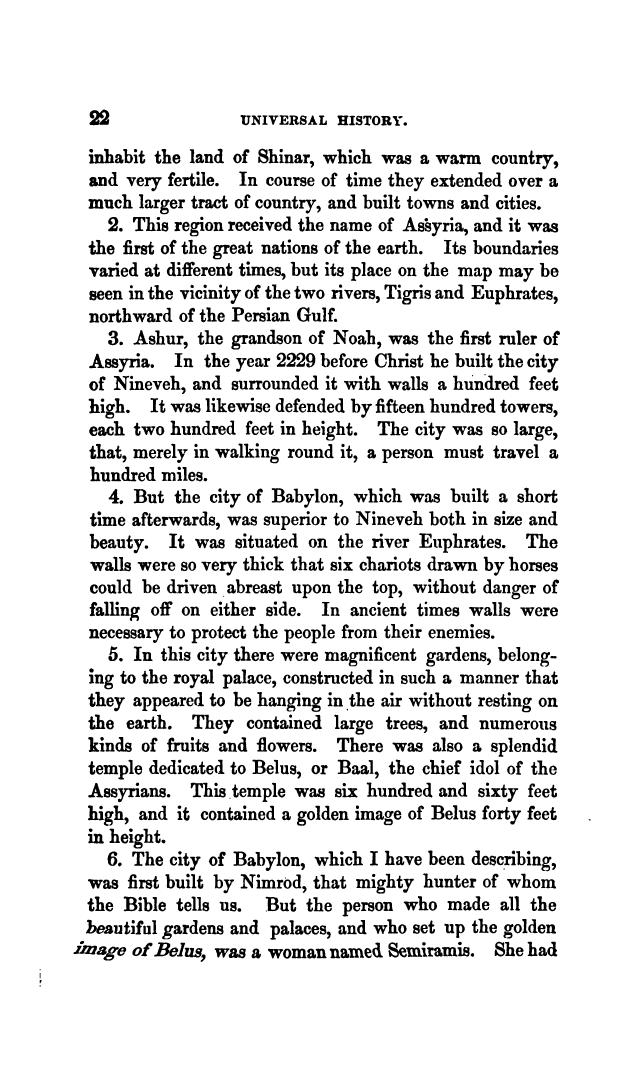 22 UNIVERSAL HISTORY.
inhabit the land of Shinar, which was a warm country,
and very fertile. In course of time they extended over a
much larger tract of country, and built towns and cities.
2. This region received the name of Assyria, and it was
the first of the great nations of the earth. Its boundaries
varied at different times, but its place on the map may be
seen in the vicinity of the two rivers, Tigris and Euphrates,
northward of the Persian Gulf.
3. Ashur, the grandson of Noah, was the first ruler of
Assyria. In the year 2229 before Christ he built the city
of Nineveh, and surrounded it with walls a hundred feet
high. It was likewise defended by fifteen hundred towers,
each two hundred feet in height. The city was so large,
that, merely in walking round it, a person must travel a
hundred miles.
4. But the city of Babylon, which was built a short
time afterwards, was superior to Nineveh both in size and
beauty. It was situated on the river Euphrates. The
walls were so very thick that six chariots drawn by horses
could be driven abreast upon the top, without danger of
falling off on either side. In ancient times walls were
necessary to protect the people from their enemies.
5. In this city there were magnificent gardens, belong-
ing to the royal palace, constructed in such a manner that
they appeared to be hanging in the air without resting on
the earth. They contained large trees, and numerous
kinds of fruits and flowers. There was also a splendid
temple dedicated to Belus, or Baal, the chief idol of the
Assyrians. This temple was six hundred and sixty feet
high, and it contained a golden image of Belus forty feet
in height.
6. The city of Babylon, which I have been describing,
was first built by Nimrod, that mighty hunter of whom
the Bible tells us. But the person who made all the
beautiful gardens and palaces, and who set up the golden
image of Belus, was a woman named Semiramis. She had